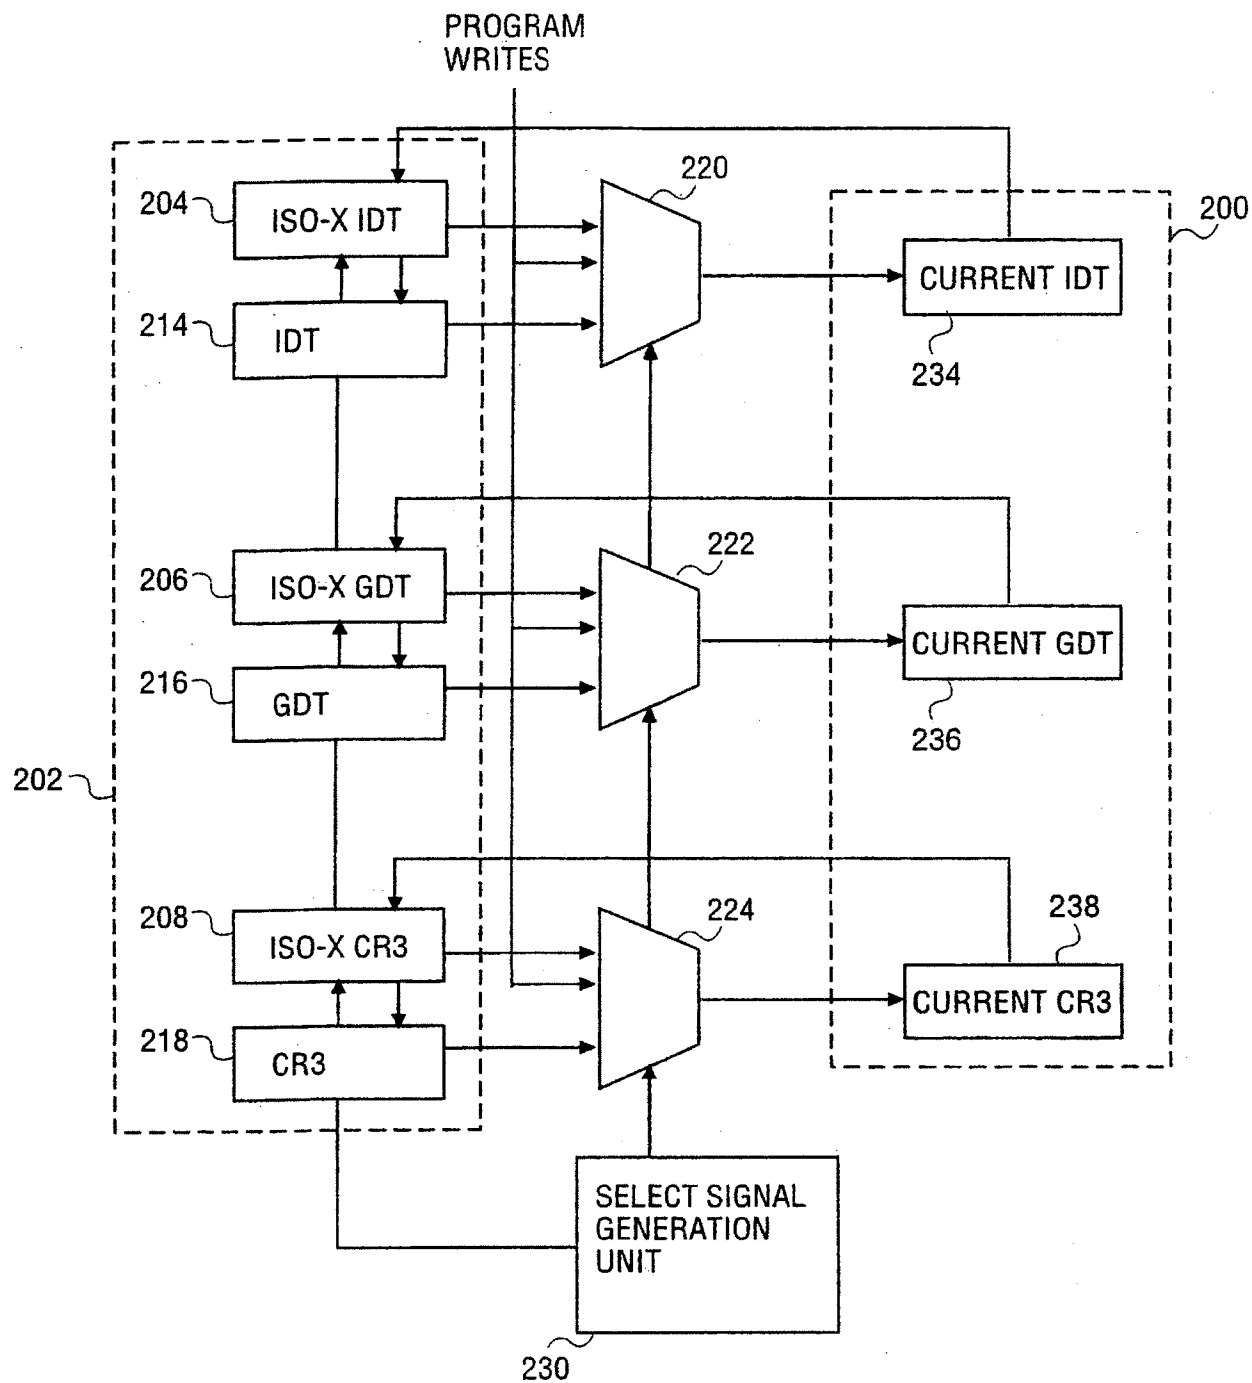 PROGRAM
WRITES
220
204
ISO-X IDT
200
CURRENT IDT
214
IDT
234
222
206
ISO-X GDT
CURRENT GDT
216
GDT
236
202
224
238
208
ISO-X CR3
CURRENT CR3
218
CR3
SELECT SIGNAL
GENERATION
UNIT
230